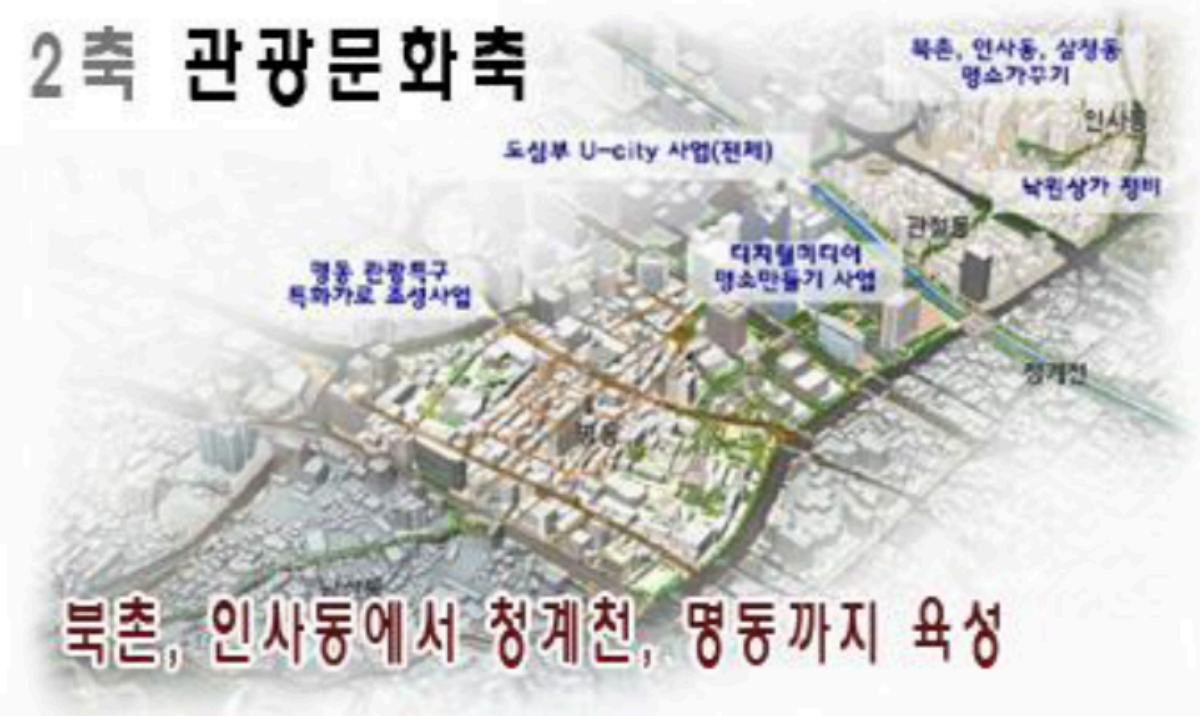 2축 관광문화축
북촌, 인사동, 삼청동
명소가꾸기
인사동
도심부 U-city 사업(전체)
낙원상가 정비
관철동
디지털미디어
명소만들기 사업
명동 관광특구
특화가로 조성사업
청계천
명동
북촌, 인사동에서 청계천, 명동까지 육성